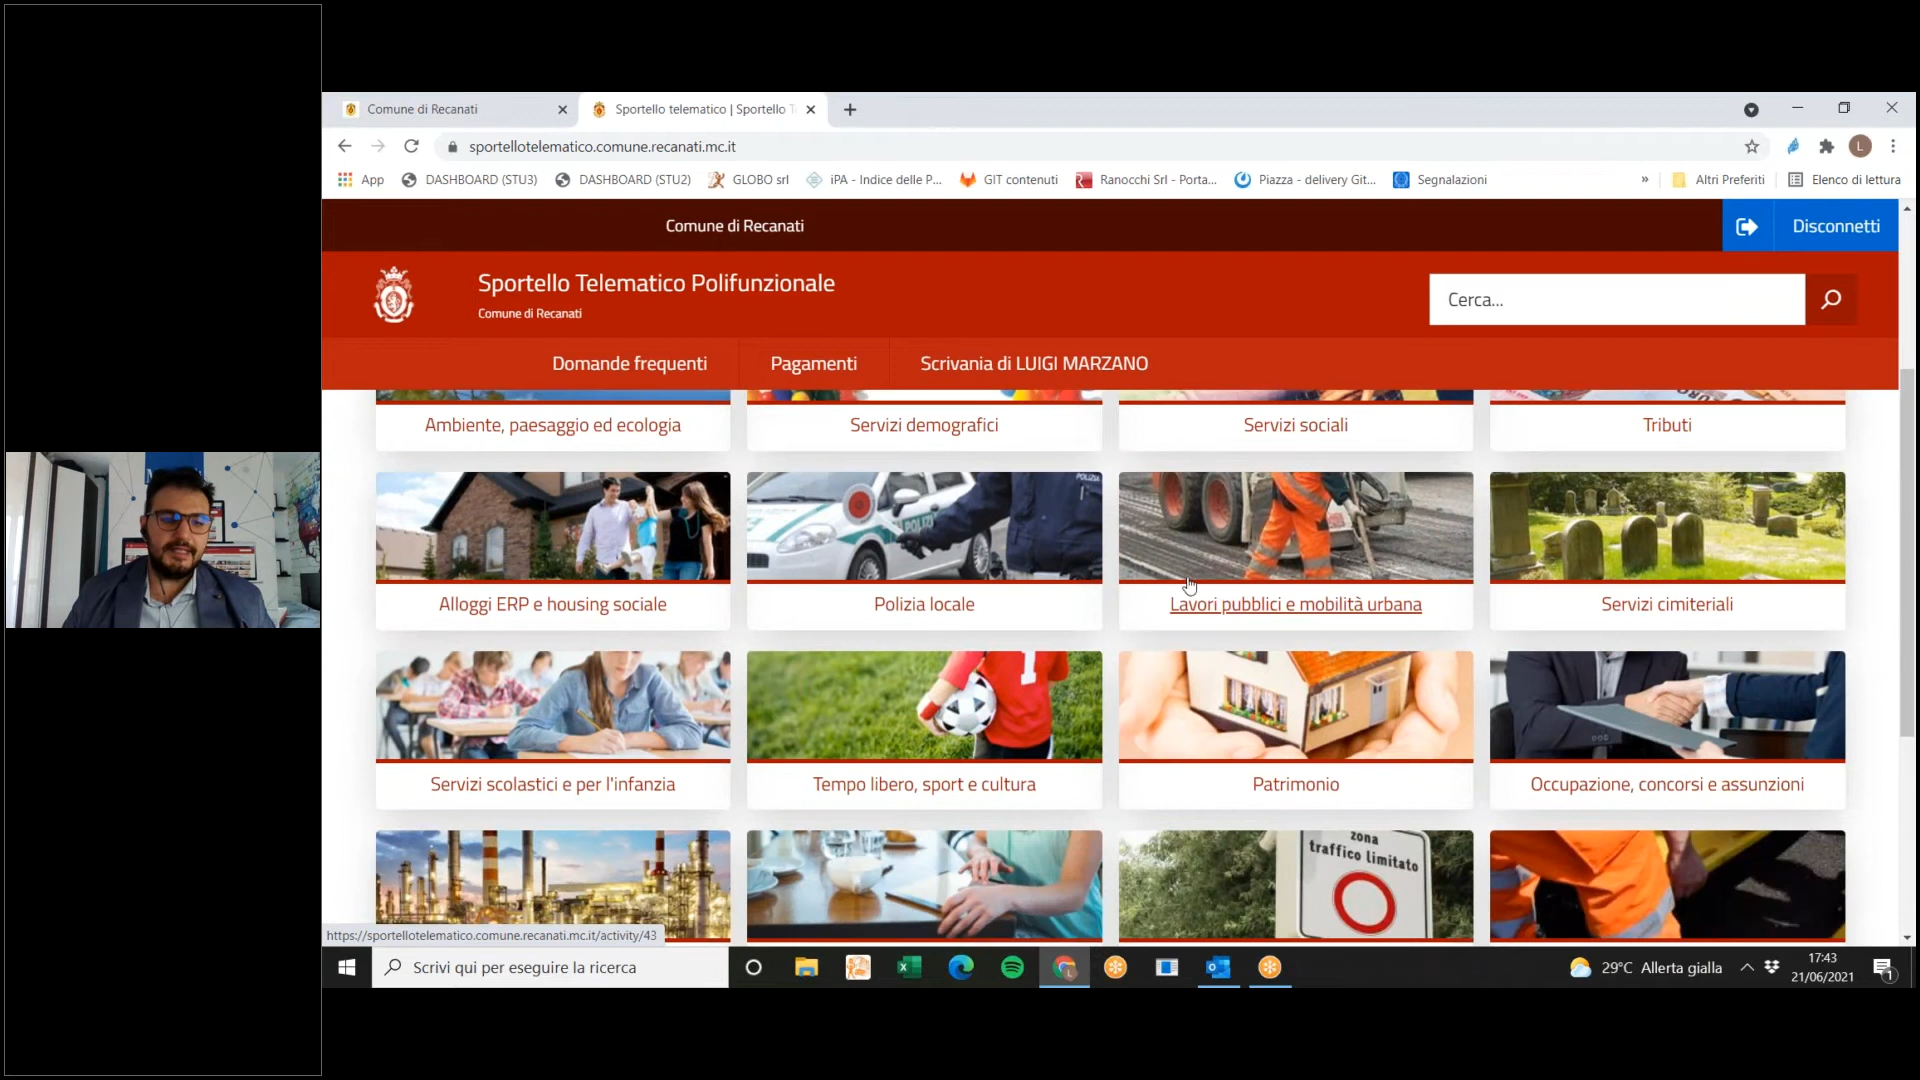 Comune di Recanati
Sportello telematico | Sportello T
sportellotelematico.comune.recanati.mc.it
L
App
DASHBOARD (STU3)
DASHBOARD (STU2)
GLOBO srl
iPA - Indice delle P...
GIT contenuti
Ranocchi Srl - Porta...
Piazza - delivery Git...
Segnalazioni
»
Altri Preferiti
Elenco di lettura
Comune di Recanati
Disconnetti
Sportello Telematico Polifunzionale
Comune di Recanati
Cerca...
Domande frequenti
Pagamenti
Scrivania di LUIGI MARZANO
Ambiente, paesaggio ed ecologia
Servizi demografici
Servizi sociali
Tributi
Alloggi ERP e housing sociale
Polizia locale
Lavori pubblici e mobilità urbana
Servizi cimiteriali
Servizi scolastici e per l'infanzia
Tempo libero, sport e cultura
Patrimonio
Occupazione, concorsi e assunzioni
zona
traffico limitato
https://sportellotelematico.comune.recanati.mc.it/activity/43
Scrivi qui per eseguire la ricerca
29°C Allerta gialla
17:43
21/06/2021
1